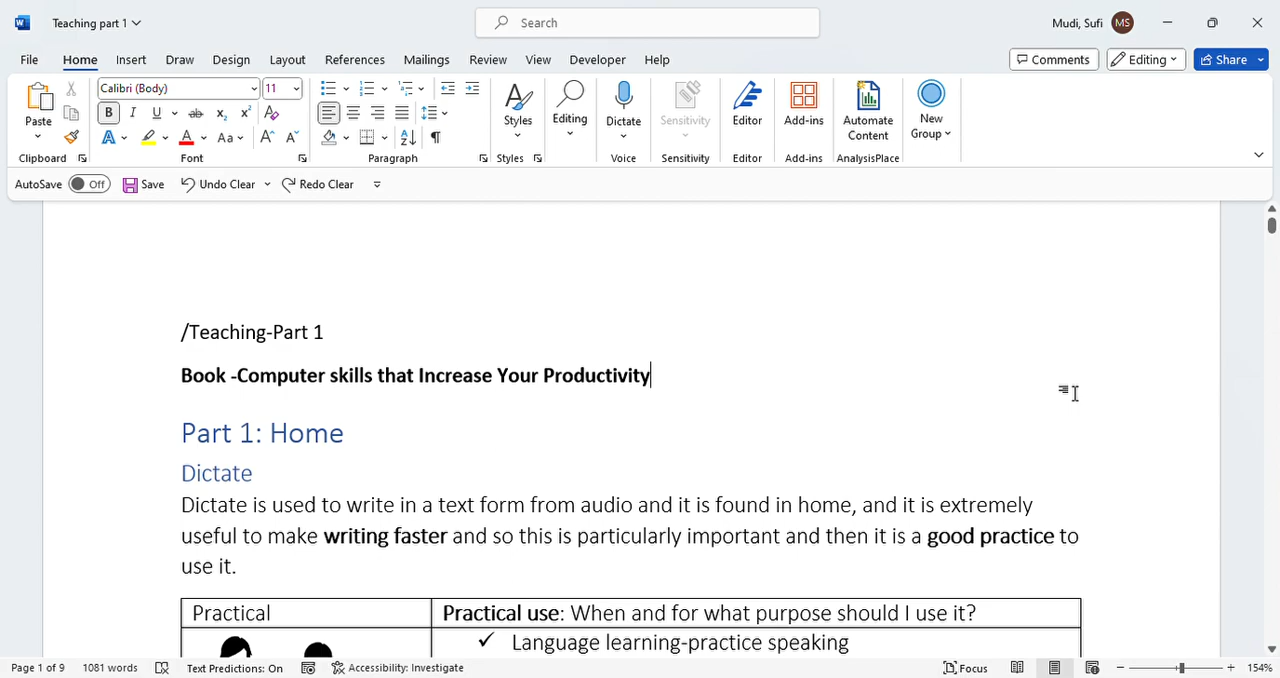 Teaching part 1
Search
Mudi, Sufi MS
File Home Insert Draw Design Layout References Mailings Review View Developer Help Comments Editing Share
Calibri (Body) 11
Paste
B I U ab x₂ x²
A A Aa A A
Styles Editing Dictate Sensitivity Editor Add-ins Automate Content New Group
Clipboard Font Paragraph Styles Voice Sensitivity Editor Add-ins AnalysisPlace
AutoSave Off Save Undo Clear Redo Clear
/Teaching-Part 1
Book -Computer skills that Increase Your Productivity
Part 1: Home
Dictate
Dictate is used to write in a text form from audio and it is found in home, and it is extremely
useful to make writing faster and so this is particularly important and then it is a good practice to
use it.
Practical Practical use: When and for what purpose should I use it?
✓ Language learning-practice speaking
Page 1 of 9 1081 words Text Predictions: On Accessibility: Investigate Focus 154%